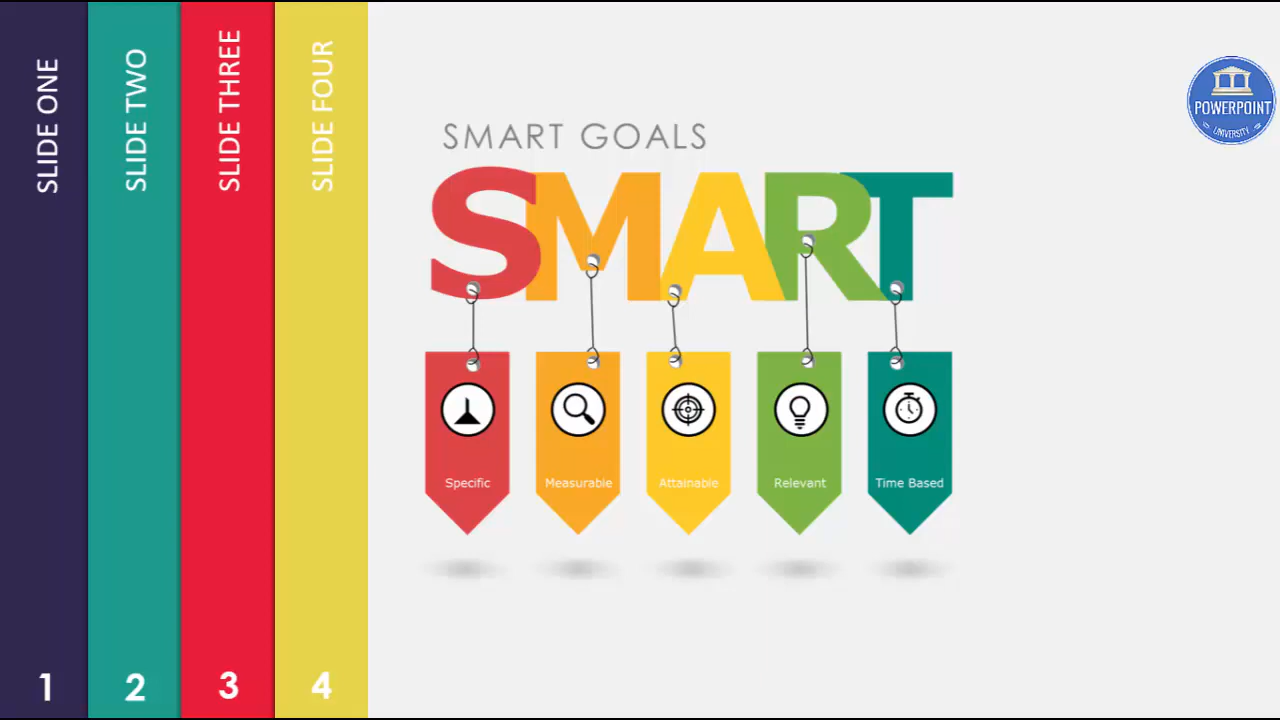 SLIDE ONE
SLIDE TWO
SLIDE THREE
SLIDE FOUR
1
2
3
4
SMART GOALS
SMART
Specific
Measurable
Attainable
Relevant
Time Based
POWERPOINT
UNIVERSITY